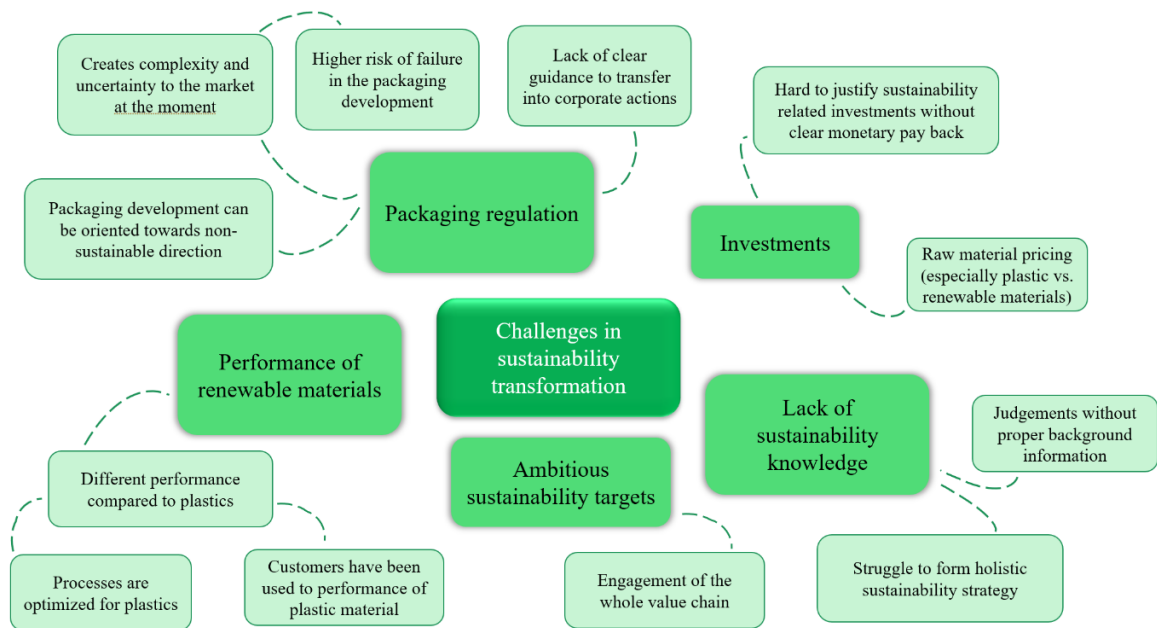 Creates complexity and
uncertainty to the market
at the moment
Higher risk of failure
in the packaging
development
Lack of clear
guidance to transfer
into corporate actions
Hard to justify sustainability
related investments without
clear monetary pay back
Packaging development can
be oriented towards non-
sustainable direction
Packaging regulation
Investments
Raw material pricing
(especially plastic vs.
renewable materials)
Performance of
renewable materials
Challenges in
sustainability
transformation
Lack of
sustainability
knowledge
Judgements without
proper background
information
Different performance
compared to plastics
Ambitious
sustainability targets
Processes are
optimized for plastics
Customers have been
used to performance of
plastic material
Engagement of the
whole value chain
Struggle to form holistic
sustainability strategy